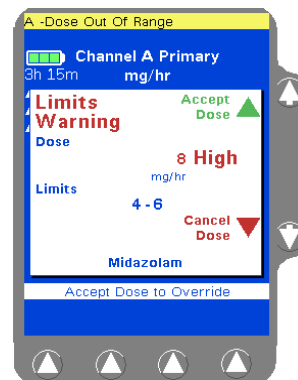 A -Dose Out Of Range
Channel A Primary
3h 15m mg/hr
Limits Warning
Accept Dose
Dose
8 High
mg/hr
Limits
4 - 6
Cancel Dose
Midazolam
Accept Dose to Override